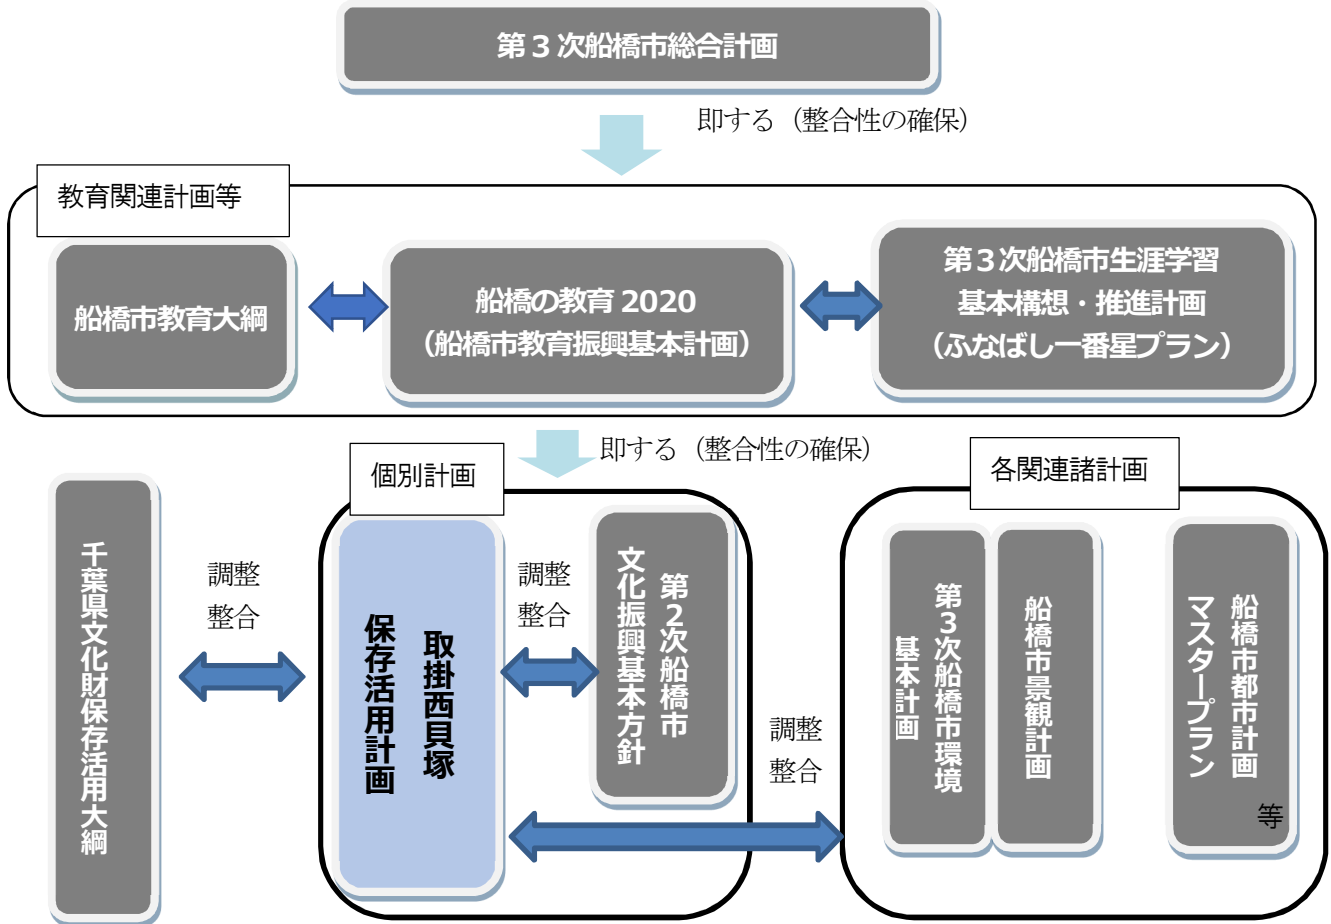 第3次船橋市総合計画
即する（整合性の確保）
教育関連計画等
船橋市教育大綱
船橋の教育 2020
（船橋市教育振興基本計画）
第３次船橋市生涯学習
基本構想・推進計画
（ふなばし一番星プラン）
即する（整合性の確保）
個別計画
各関連諸計画
千葉県文化財保存活用大綱
調整
整合
取掛西貝塚
保存活用計画
調整
整合
第２次船橋市
文化振興基本方針
調整
整合
第３次船橋市環境
基本計画
船橋市景観計画
船橋市都市計画
マスタープラン
等